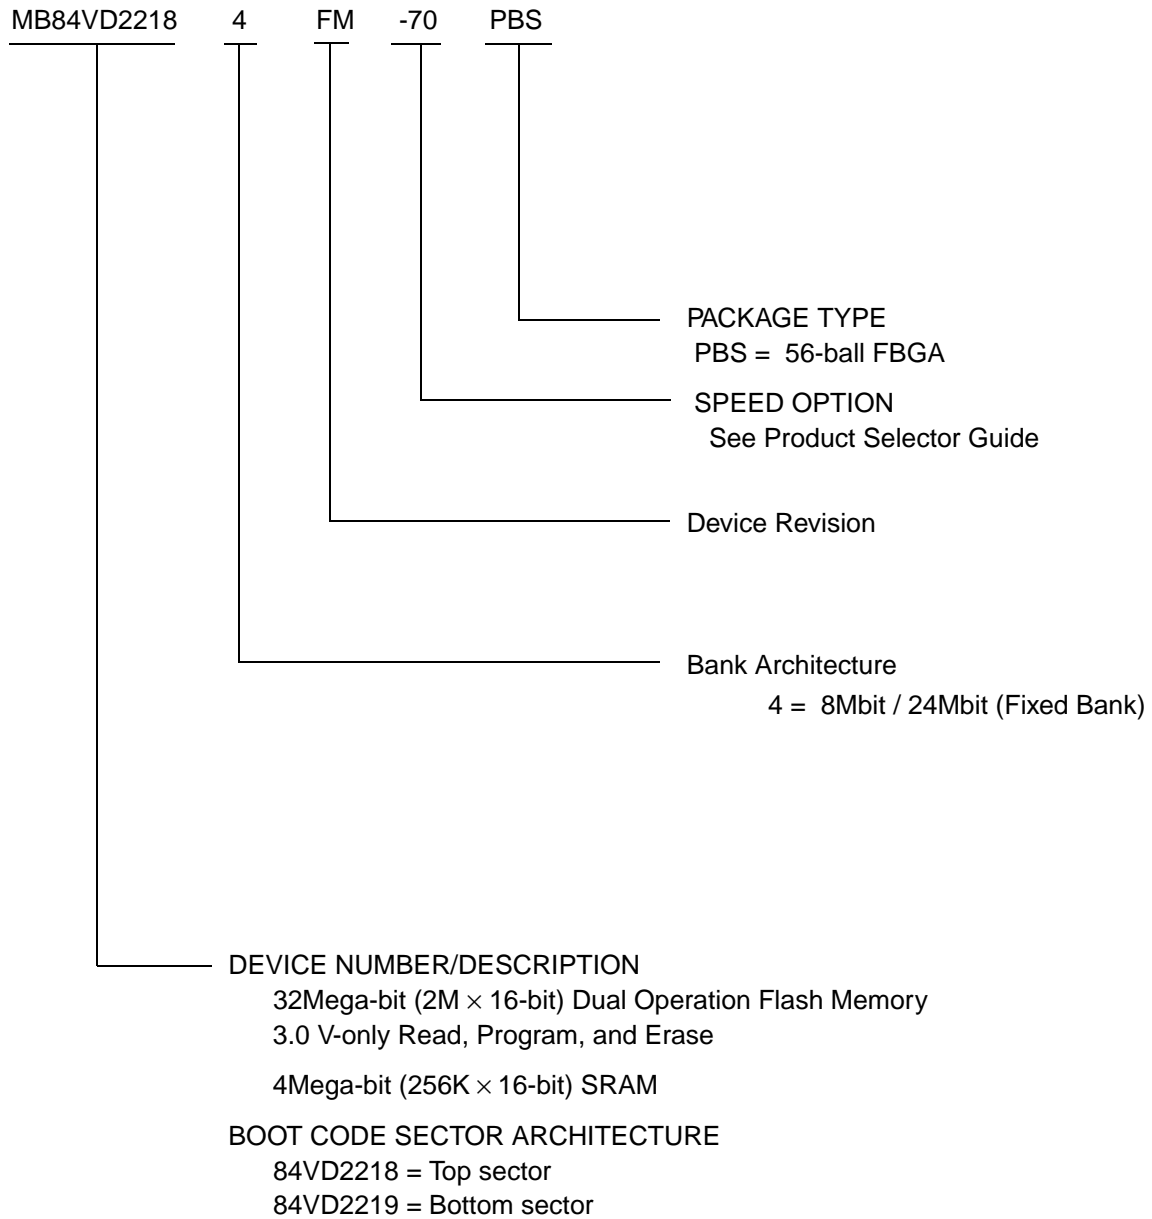 MB84VD2218 4 FM -70 PBS
PACKAGE TYPE
PBS = 56-ball FBGA
SPEED OPTION
See Product Selector Guide
Device Revision
Bank Architecture
4 = 8Mbit / 24Mbit (Fixed Bank)
DEVICE NUMBER/DESCRIPTION
32Mega-bit (2M × 16-bit) Dual Operation Flash Memory
3.0 V-only Read, Program, and Erase
4Mega-bit (256K × 16-bit) SRAM
BOOT CODE SECTOR ARCHITECTURE
84VD2218 = Top sector
84VD2219 = Bottom sector